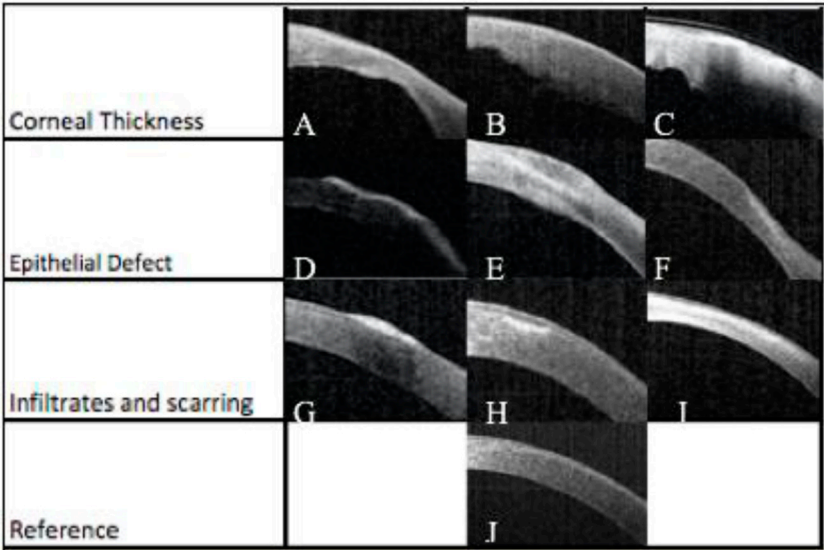 Corneal Thickness
A
B
C
Epithelial Defect
D
E
F
Infiltrates and scarring
G
H
I
Reference
J